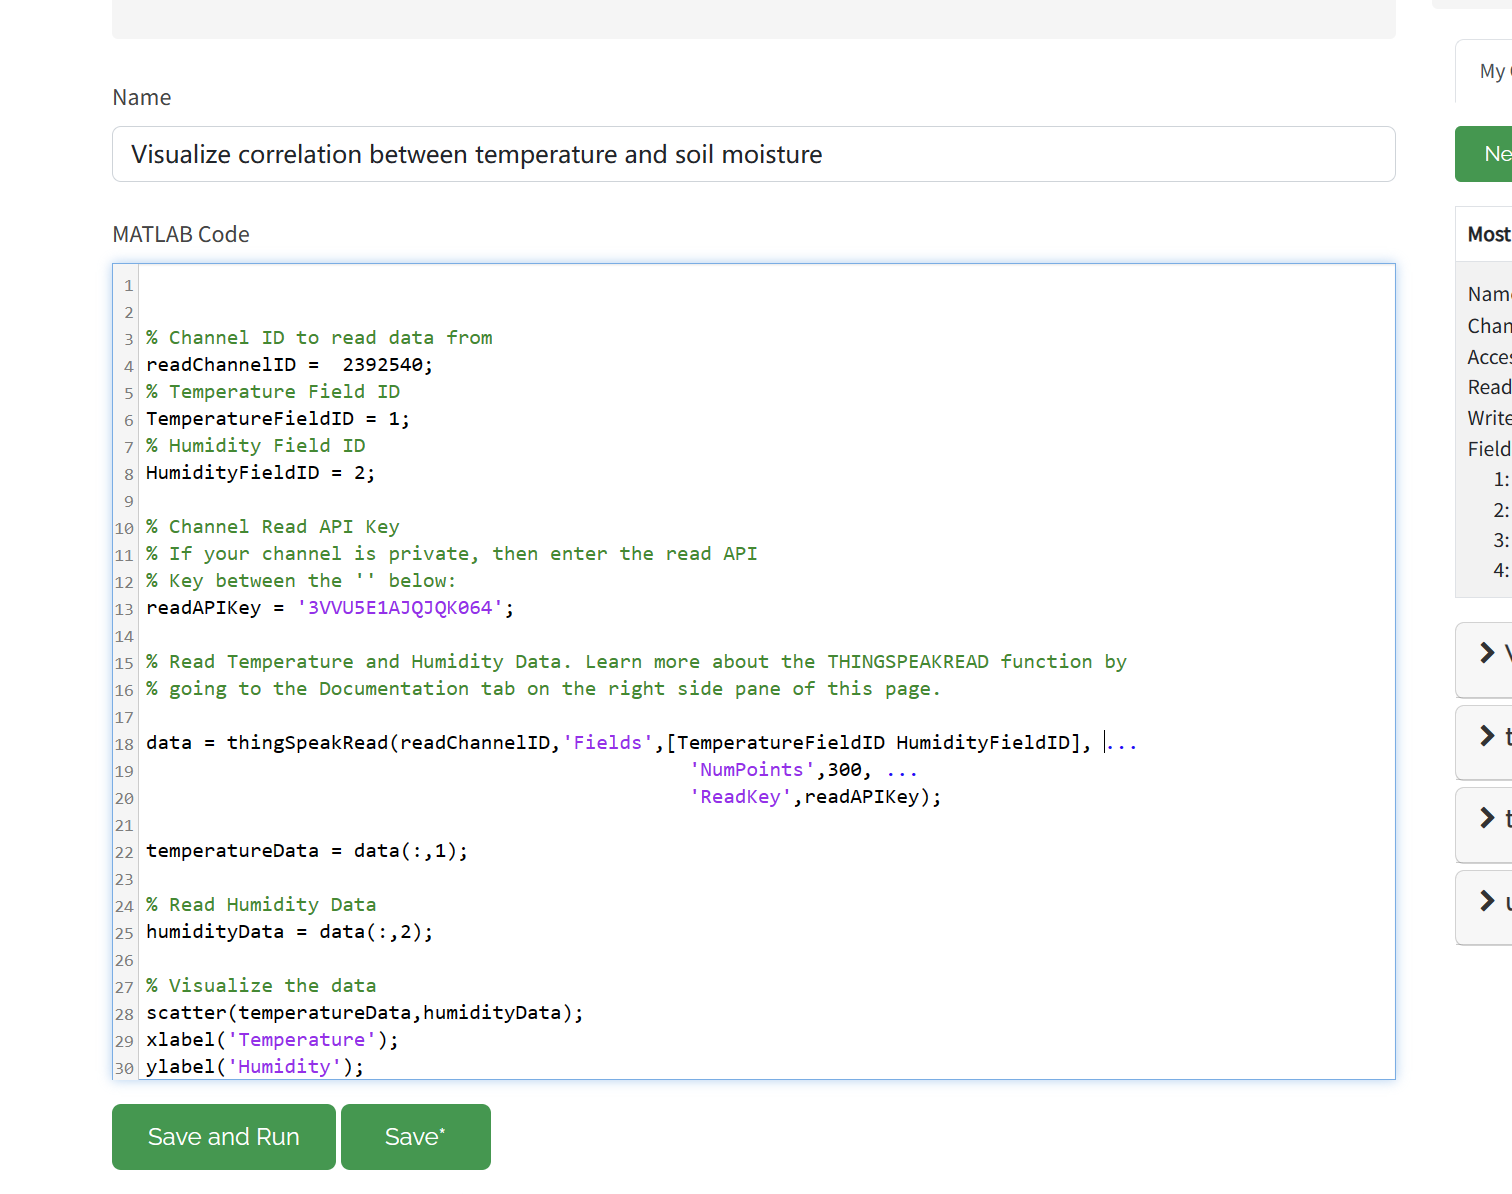 Name
Visualize correlation between temperature and soil moisture
MATLAB Code
1
2
3 % Channel ID to read data from
4 readChannelID =  2392540;
5 % Temperature Field ID
6 TemperatureFieldID = 1;
7 % Humidity Field ID
8 HumidityFieldID = 2;
9
10 % Channel Read API Key
11 % If your channel is private, then enter the read API
12 % Key between the '' below:
13 readAPIKey = '3VVU5E1AJQJQK064';
14
15 % Read Temperature and Humidity Data. Learn more about the THINGSPEAKREAD function by
16 % going to the Documentation tab on the right side pane of this page.
17
18 data = thingSpeakRead(readChannelID,'Fields',[TemperatureFieldID HumidityFieldID], ...
19 'NumPoints',300, ...
20 'ReadKey',readAPIKey);
21
22 temperatureData = data(:,1);
23
24 % Read Humidity Data
25 humidityData = data(:,2);
26
27 % Visualize the data
28 scatter(temperatureData,humidityData);
29 xlabel('Temperature');
30 ylabel('Humidity');
Save and Run
Save*
My
Most
Read
Field
1:
2:
3:
4: